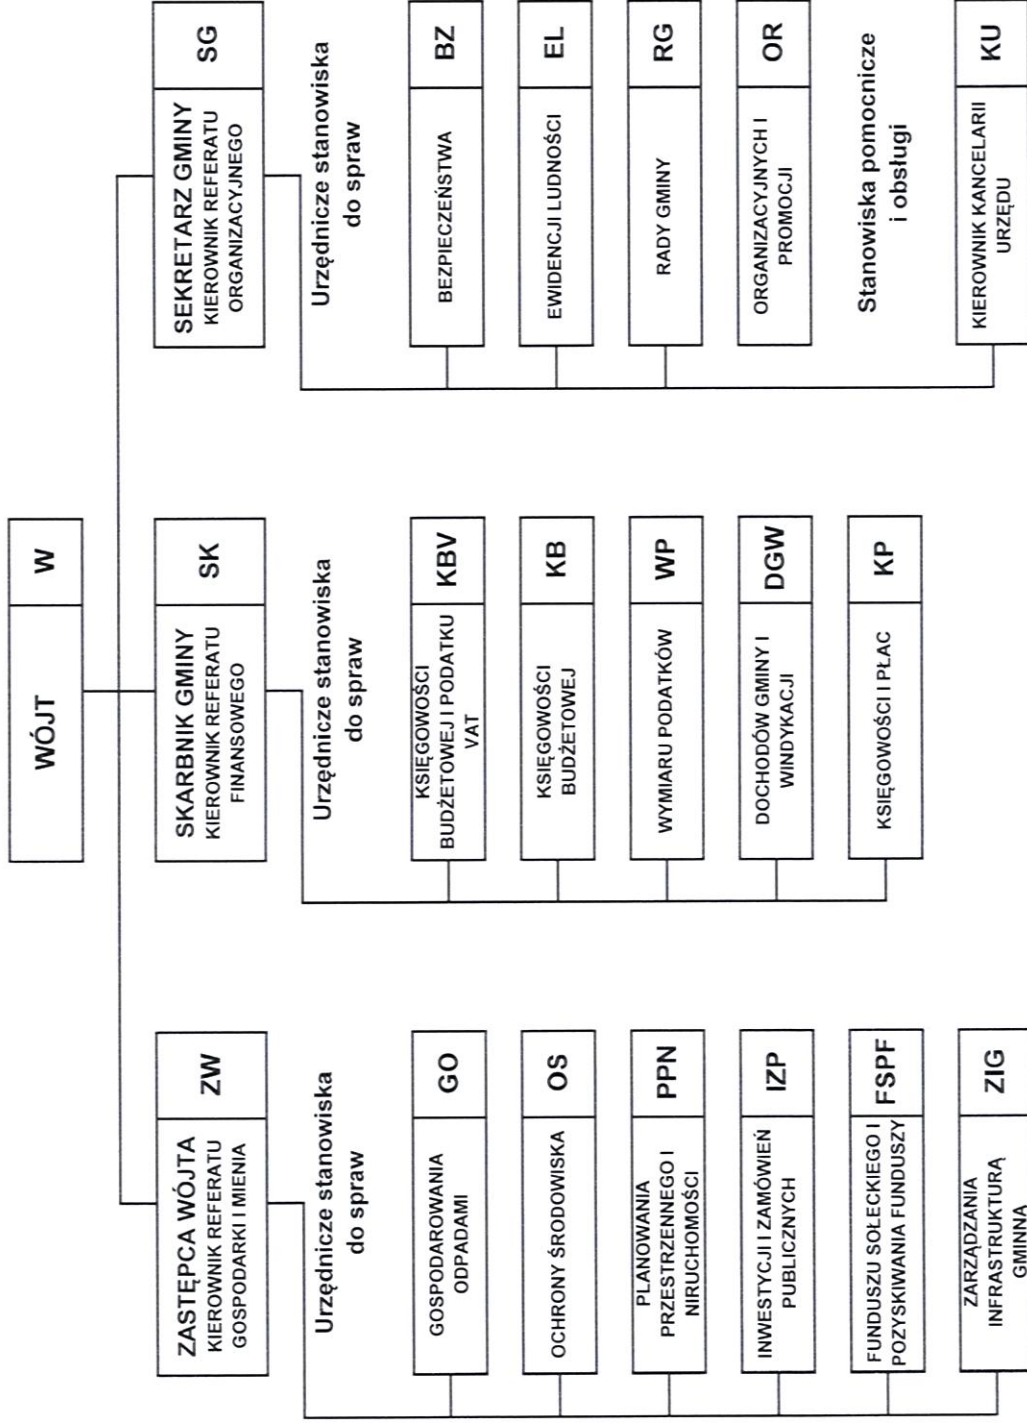 WÓJT
W
ZASTĘPCA WÓJTA
KIEROWNIK REFERATU
GOSPODARKI I MIENIA
ZW
Urzędnicze stanowiska
do spraw
GOSPODAROWANIA
ODPADAMI
GO
OCHRONY ŚRODOWISKA
OS
PLANOWANIA
PRZESTRZENNEGO I
NIRUCHOMOŚCI
PPN
INWESTYCJI I ZAMÓWIEŃ
PUBLICZNYCH
IZP
FUNDUSZU SOŁECKIEGO I
POZYSKIWANIA FUNDUSZY
FSPF
ZARZĄDZANIA
INFRASTRUKTURĄ
GMINNĄ
ZIG
SKARBNIK GMINY
KIEROWNIK REFERATU
FINANSOWEGO
SK
Urzędnicze stanowiska
do spraw
KSIĘGOWOŚCI
BUDŻETOWEJ I PODATKU
VAT
KBV
KSIĘGOWOŚCI
BUDŻETOWEJ
KB
WYMIARU PODATKÓW
WP
DOCHODÓW GMINY I
WINDYKACJI
DGW
KSIĘGOWOŚCI I PŁAC
KP
SEKRETARZ GMINY
KIEROWNIK REFERATU
ORGANIZACYJNEGO
SG
Urzędnicze stanowiska
do spraw
BEZPIECZEŃSTWA
BZ
EWIDENCJI LUDNOŚCI
EL
RADY GMINY
RG
ORGANIZACYJNYCH I
PROMOCJI
OR
Stanowiska pomocnicze
i obsługi
KIEROWNIK KANCELARII
URZĘDU
KU